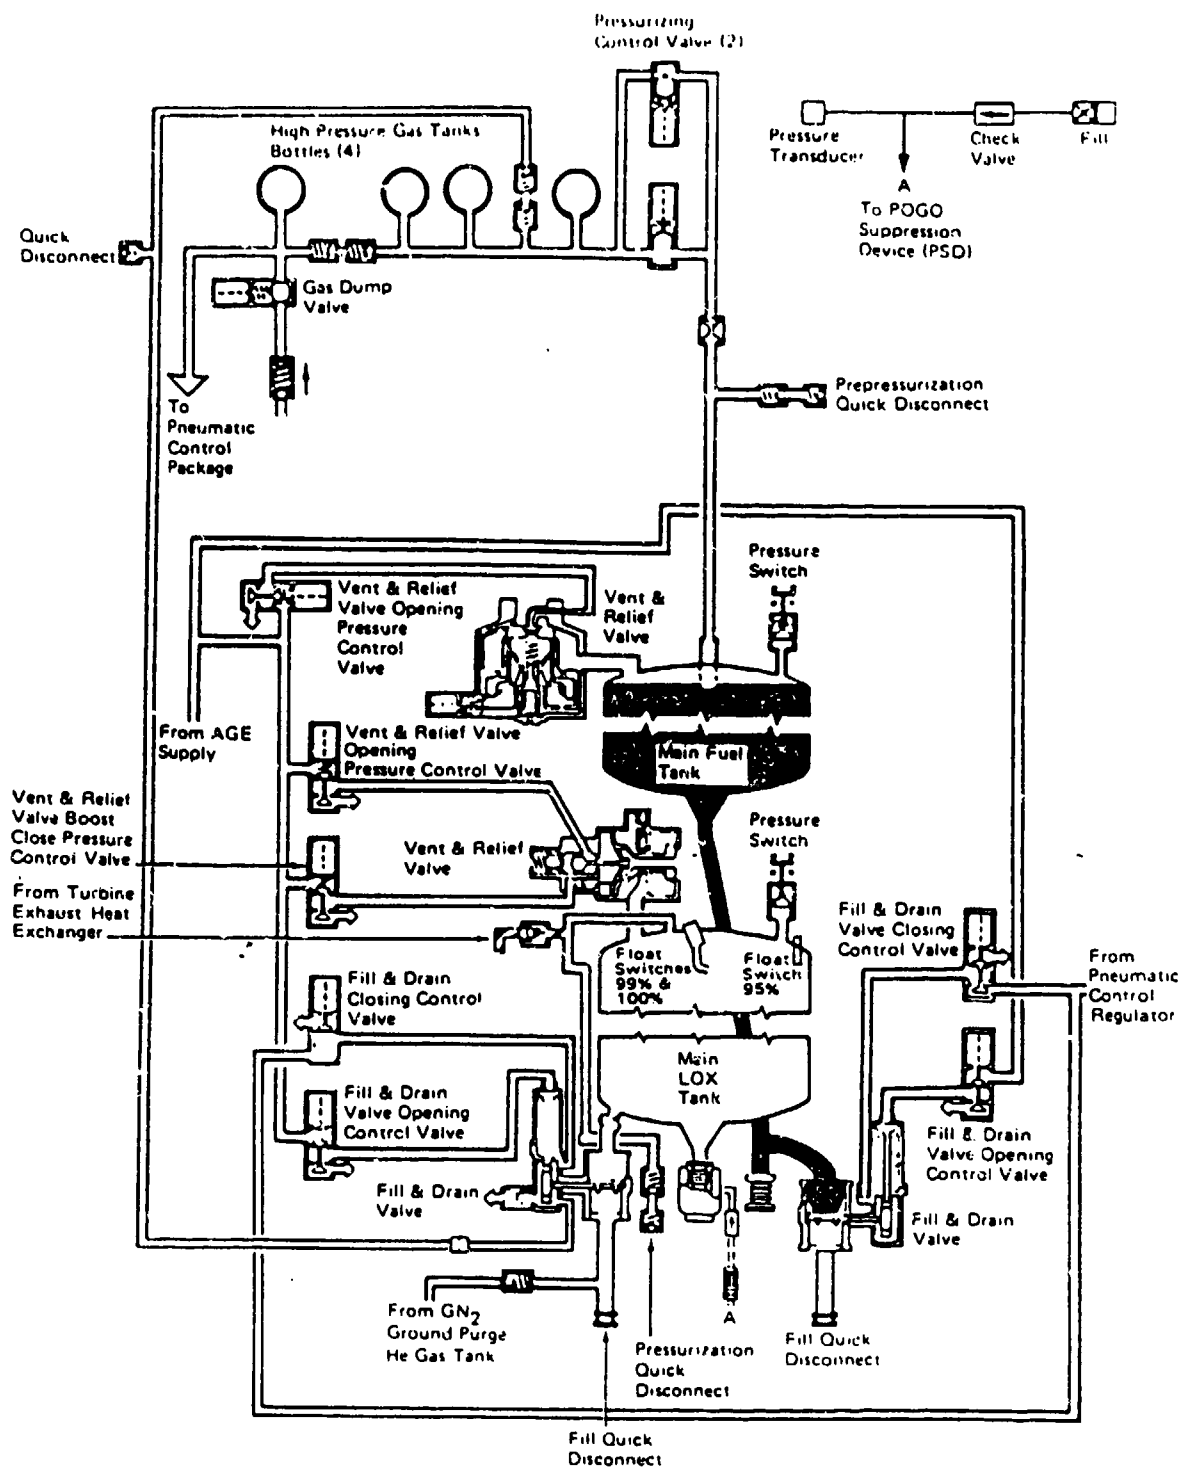 Pressurizing
Control Valve (2)
High Pressure Gas Tanks
Bottles (4)
Pressure
Transducer
Check
Valve
Fill
A
To POGO
Suppression
Device (PSD)
Quick
Disconnect
Gas Dump
Valve
To
Pneumatic
Control
Package
Prepressurization
Quick Disconnect
Pressure
Switch
Vent & Relief
Valve Opening
Pressure
Control
Valve
Vent &
Relief
Valve
From AGE
Supply
Vent & Relief Valve
Opening
Pressure Control Valve
Main Fuel
Tank
Vent & Relief
Valve Boost
Close Pressure
Control Valve
Pressure
Switch
Vent & Relief
Valve
From Turbine
Exhaust Heat
Exchanger
Fill & Drain
Valve Closing
Control Valve
Float
Switches
99% &
100%
Float
Switch
95%
From
Pneumatic
Control
Regulator
Fill & Drain
Closing Control
Valve
Main
LOX
Tank
Fill & Drain
Valve Opening
Control Valve
Fill & Drain
Valve Opening
Control Valve
Fill & Drain
Valve
Fill & Drain
Valve
From GN2
Ground Purge
He Gas Tank
A
Pressurization
Quick
Disconnect
Fill Quick
Disconnect
Fill Quick
Disconnect